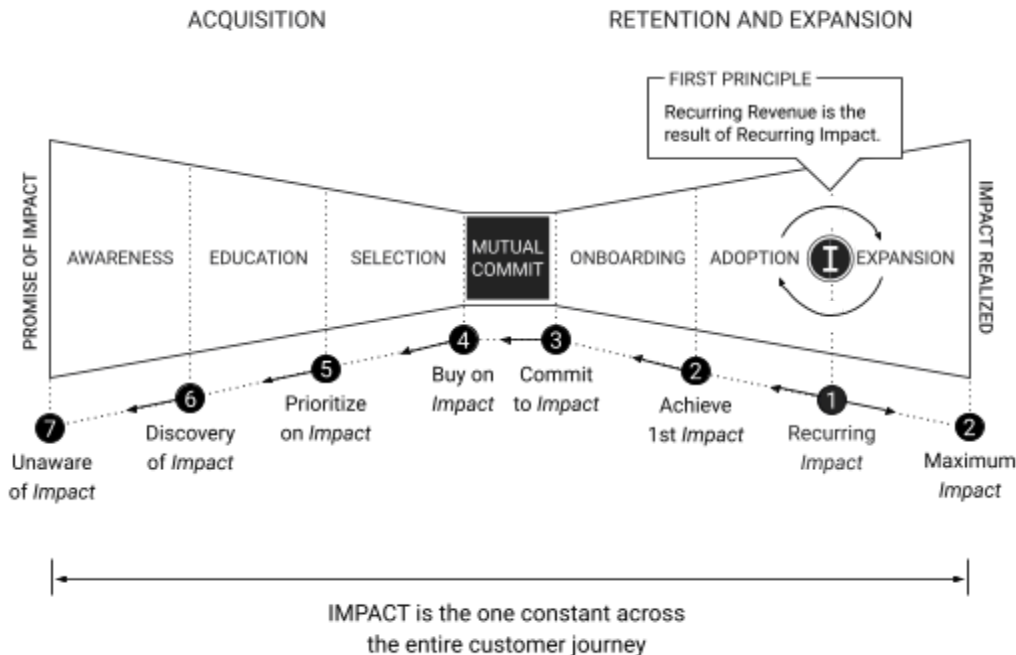 ACQUISITION
RETENTION AND EXPANSION
FIRST PRINCIPLE
Recurring Revenue is the
result of Recurring Impact.
PROMISE OF IMPACT
AWARENESS
EDUCATION
SELECTION
MUTUAL
COMMIT
ONBOARDING
ADOPTION
I
EXPANSION
IMPACT REALIZED
7
Unaware
of Impact
6
Discovery
of Impact
5
Prioritize
on Impact
4
Buy on
Impact
3
Commit
to Impact
2
Achieve
1st Impact
1
Recurring
Impact
2
Maximum
Impact
IMPACT is the one constant across
the entire customer journey